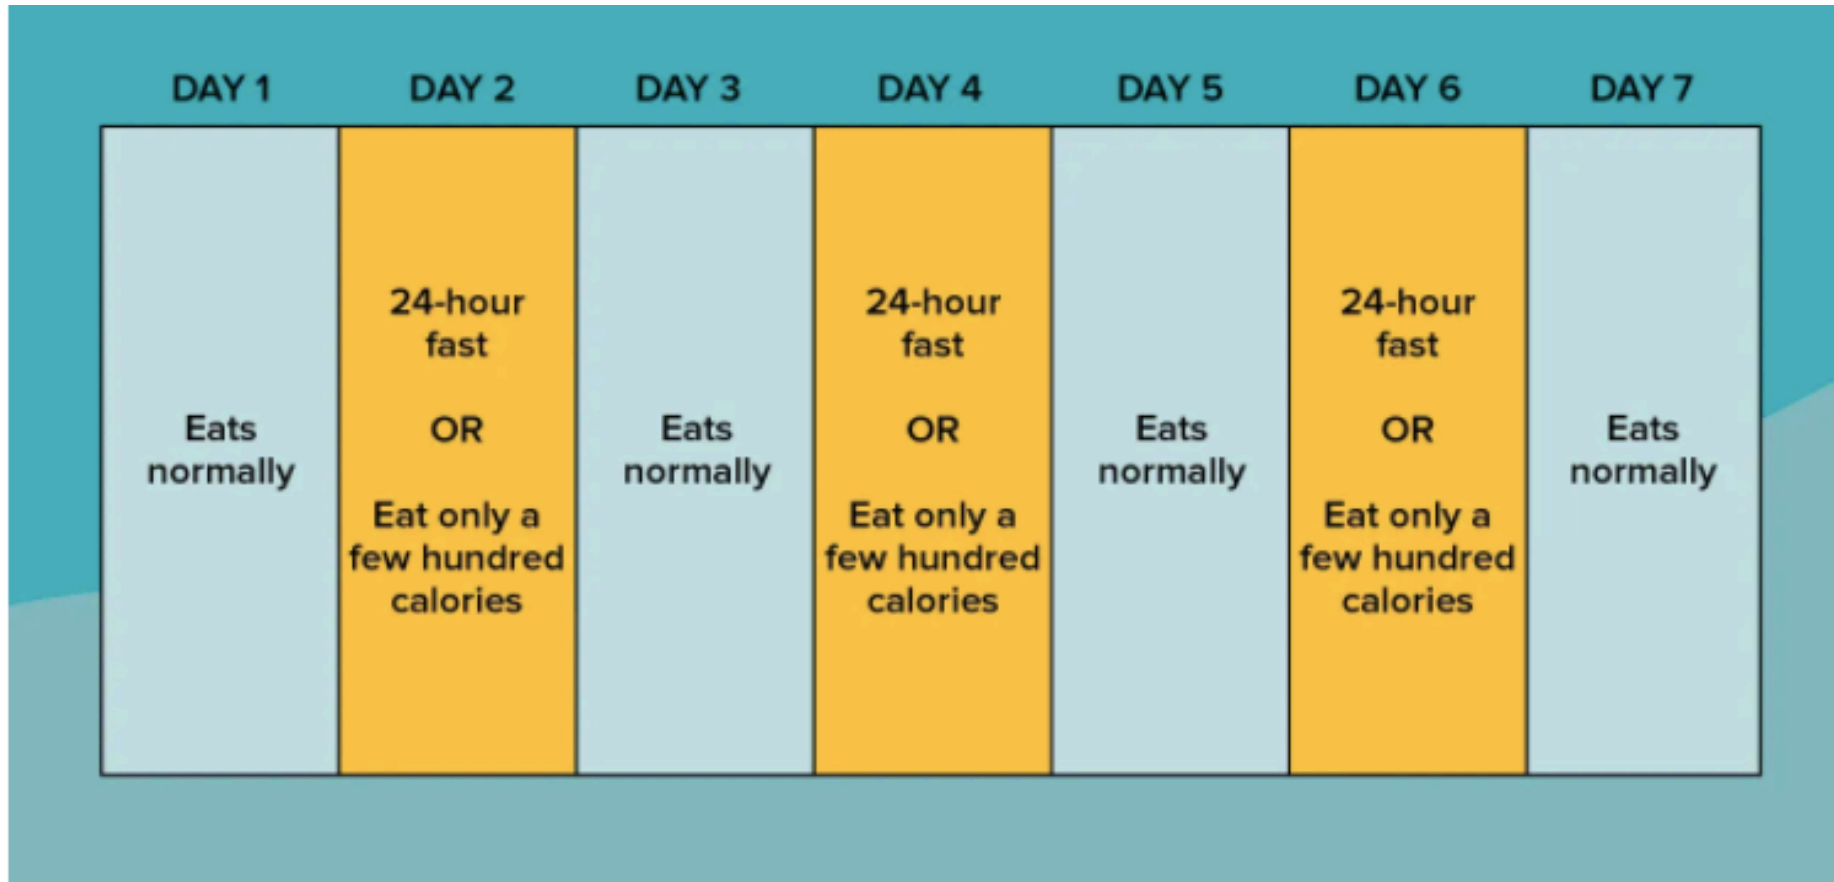 DAY 1
DAY 2
DAY 3
DAY 4
DAY 5
DAY 6
DAY 7
Eats
normally
24-hour
fast
OR
Eat only a
few hundred
calories
Eats
normally
24-hour
fast
OR
Eat only a
few hundred
calories
Eats
normally
24-hour
fast
OR
Eat only a
few hundred
calories
Eats
normally